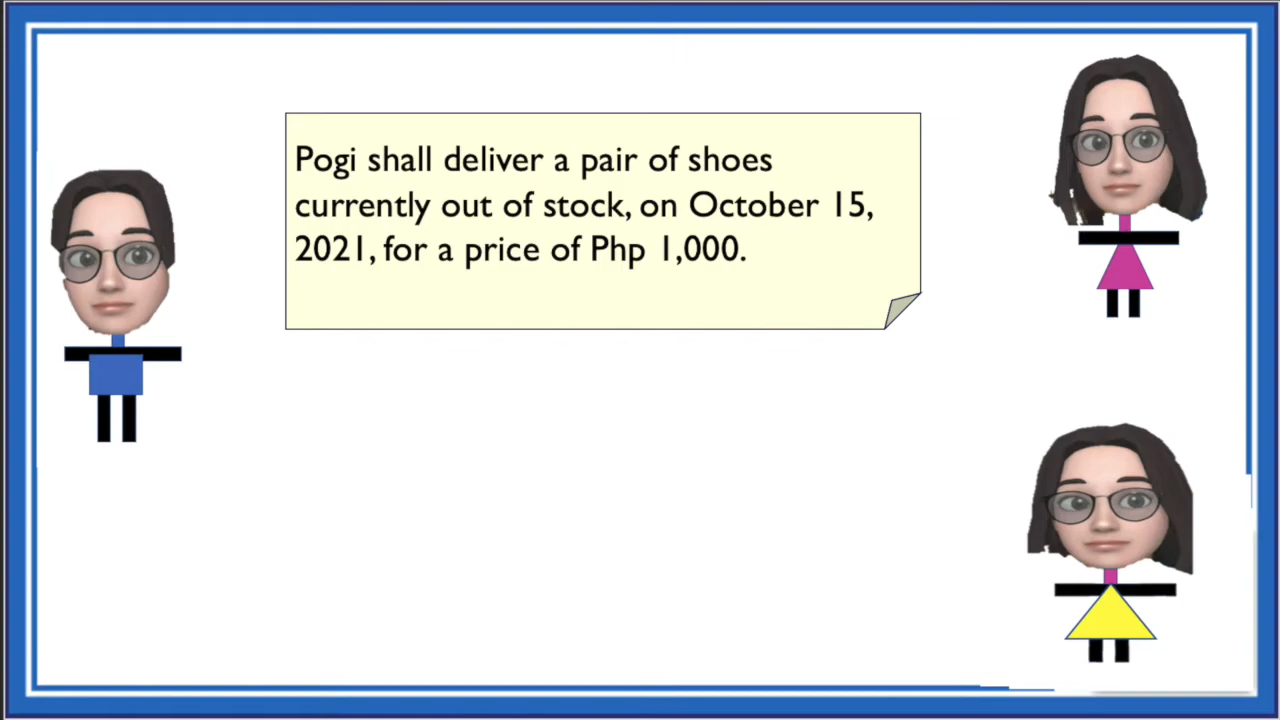 Pogi shall deliver a pair of shoes
currently out of stock, on October 15,
2021, for a price of Php 1,000.